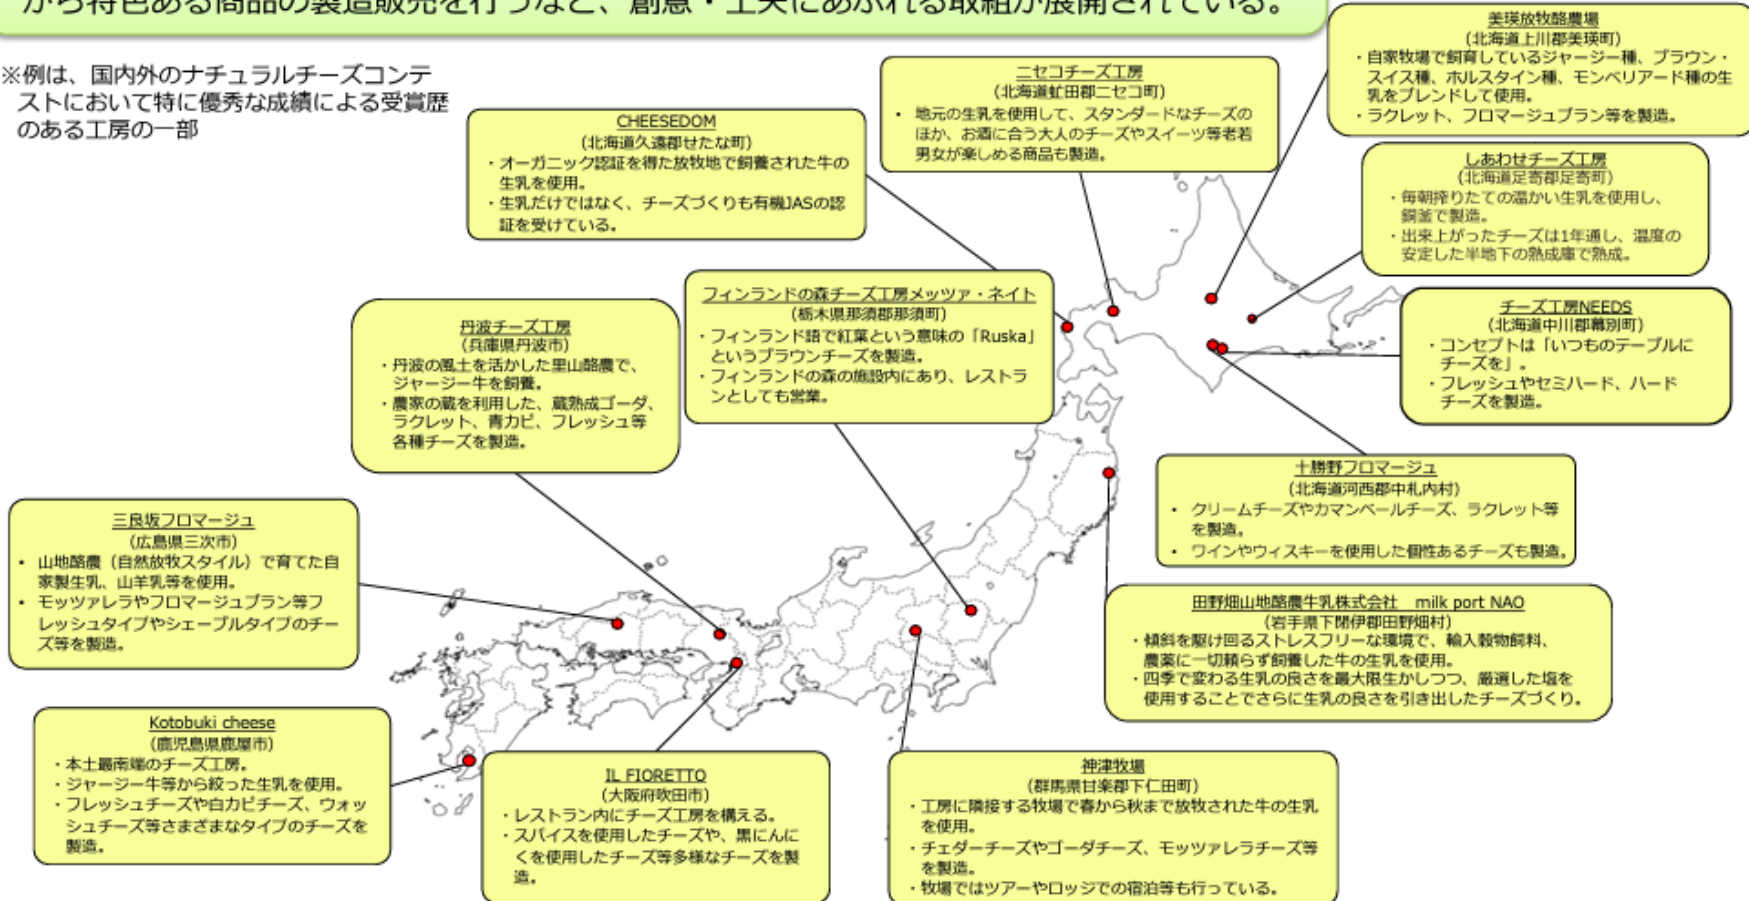 から特色ある商品の製造販売を行うなど、創意・工夫にあふれる取組が展開されている。
※例は、国内外のナチュラルチーズコンテ
ストにおいて特に優秀な成績による受賞歴
のある工房の一部
CHEESEDOM
(北海道久遠郡せたな町)
・オーガニック認証を得た放牧地で飼養された牛の
生乳を使用。
・生乳だけではなく、チーズづくりも有機JASの認
証を受けている。
ニセコチーズ工房
(北海道虻田郡ニセコ町)
• 地元の生乳を使用して、スタンダードなチーズの
ほか、お酒に合う大人のチーズやスイーツ等老若
男女が楽しめる商品も製造。
美瑛放牧酪農場
(北海道上川郡美瑛町)
・自家牧場で飼育しているジャージー種、ブラウン・
スイス種、ホルスタイン種、モンベリアード種の生
乳をブレンドして使用。
・ラクレット、フロマージュブラン等を製造。
しあわせチーズ工房
(北海道足寄郡足寄町)
・毎朝搾りたての温かい生乳を使用し、
銅釜で製造。
・出来上がったチーズは1年通し、温度の
安定した半地下の熟成庫で熟成。
チーズ工房NEEDS
(北海道中川郡幕別町)
・コンセプトは「いつものテーブルに
チーズを」。
・フレッシュやセミハード、ハード
チーズを製造。
フィンランドの森チーズ工房メッツァ・ネイト
(栃木県那須郡那須町)
・フィンランド語で紅葉という意味の「Ruska」
というブラウンチーズを製造。
・フィンランドの森の施設内にあり、レストラ
ンとしても営業。
丹波チーズ工房
(兵庫県丹波市)
・丹波の風土を活かした里山酪農で、
ジャージー牛を飼養。
・農家の蔵を利用した、蔵熟成ゴーダ、
ラクレット、青カビ、フレッシュ等
各種チーズを製造。
十勝野フロマージュ
(北海道河西郡中札内村)
• クリームチーズやカマンベールチーズ、ラクレット等
を製造。
• ワインやウィスキーを使用した個性あるチーズも製造。
三良坂フロマージュ
(広島県三次市)
• 山地酪農（自然放牧スタイル）で育てた自
家製生乳、山羊乳等を使用。
• モッツァレラやフロマージュブラン等フ
レッシュタイプやシェーブルタイプのチー
ズ等を製造。
田野畑山地酪農牛乳株式会社 milk port NAO
(岩手県下閉伊郡田野畑村)
・傾斜を駆け回るストレスフリーな環境で、輸入穀物飼料、
農薬に一切頼らず飼養した牛の生乳を使用。
・四季で変わる生乳の良さを最大限生かしつつ、厳選した塩を
使用することでさらに生乳の良さを引き出したチーズづくり。
Kotobuki cheese
(鹿児島県鹿屋市)
・本土最南端のチーズ工房。
・ジャージー牛等から絞った生乳を使用。
・フレッシュチーズや白カビチーズ、ウォッ
シュチーズ等さまざまなタイプのチーズを
製造。
IL FIORETTO
(大阪府吹田市)
・レストラン内にチーズ工房を構える。
・スパイスを使用したチーズや、黒にんに
くを使用したチーズ等多様なチーズを製
造。
神津牧場
(群馬県甘楽郡下仁田町)
・工房に隣接する牧場で春から秋まで放牧された牛の生乳
を使用。
・チェダーチーズやゴーダチーズ、モッツァレラチーズ等
を製造。
・牧場ではツアーやロッジでの宿泊等も行っている。